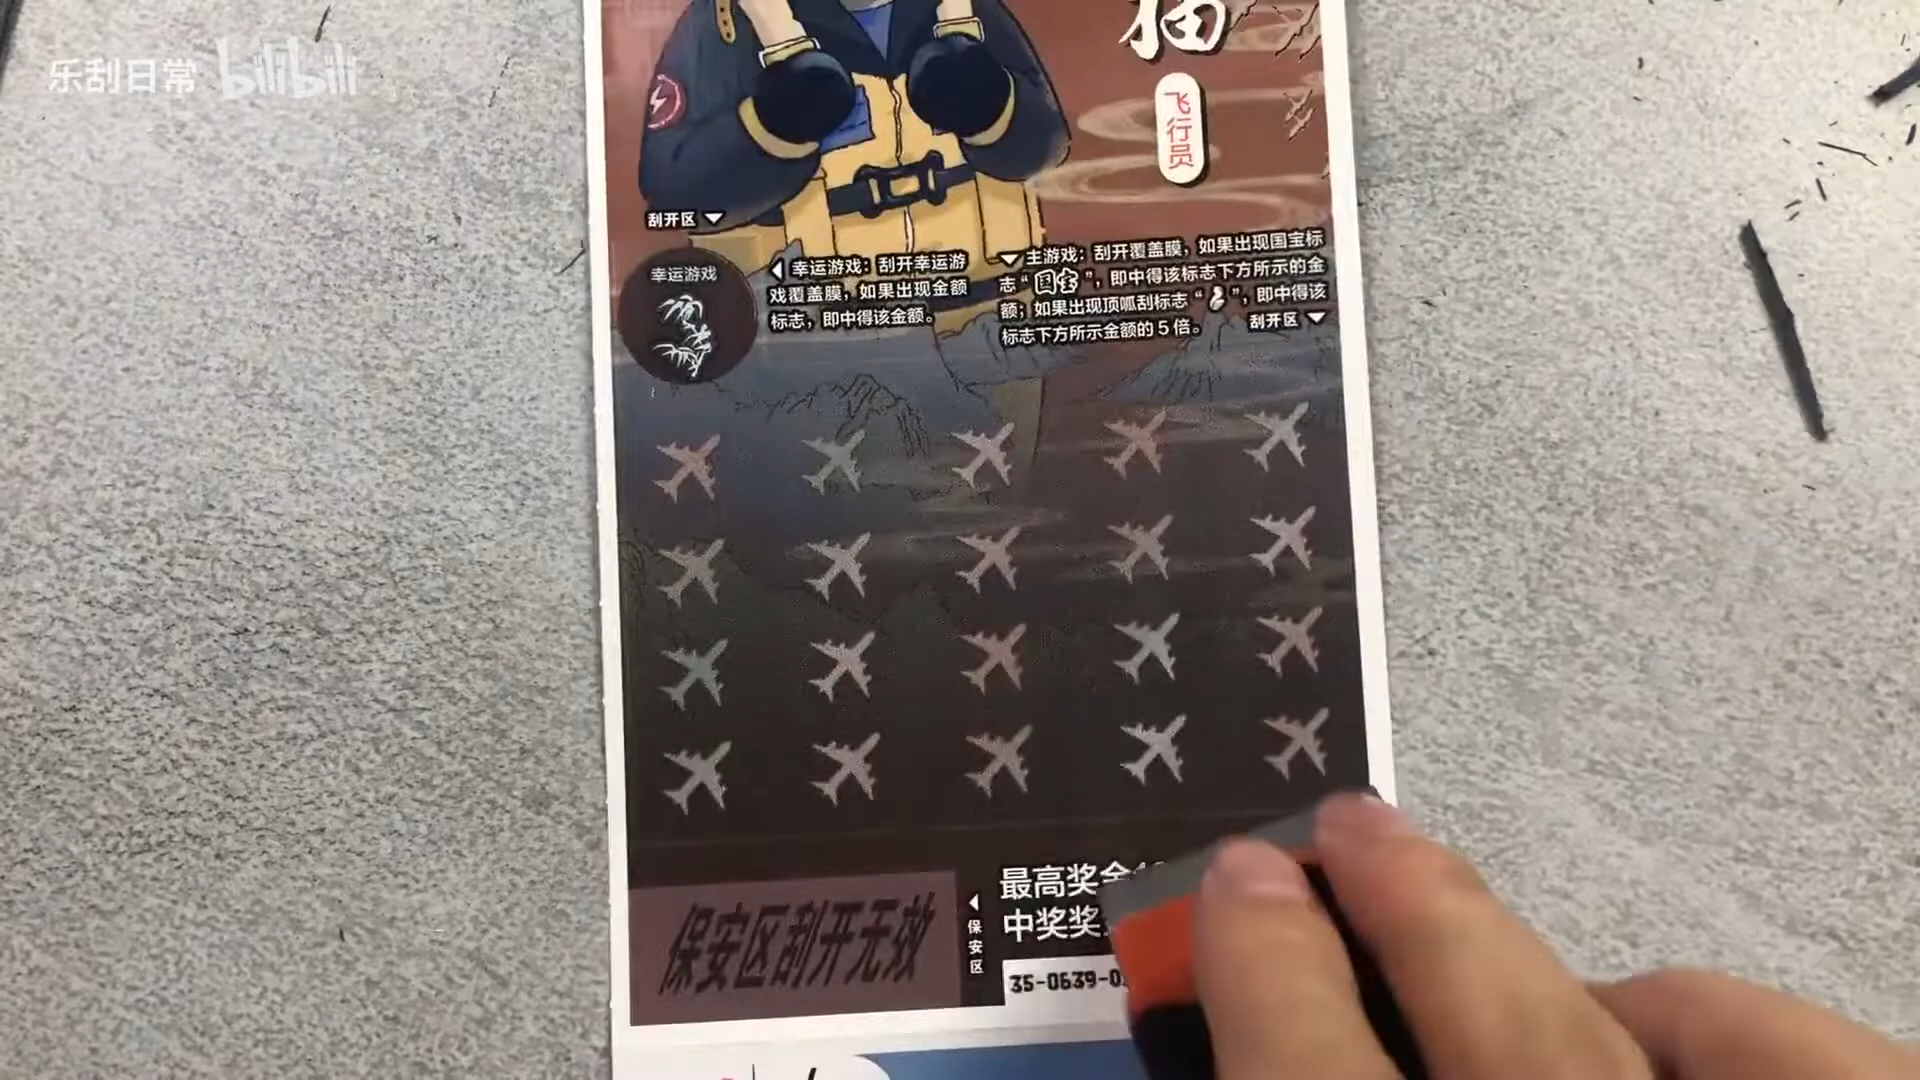 乐刮日常 bilibili
猫
飞行员
刮开区
幸运游戏
幸运游戏：刮开幸运游
戏覆盖膜，如果出现金额
标志，即中得该金额。
主游戏：刮开覆盖膜，如果出现国宝标
志“国宝”，即中得该标志下方所示的金
额；如果出现顶呱刮标志“”，即中得该
标志下方所示金额的5倍。
刮开区
保安区刮开无效
保安区
最高奖金
中奖奖
35-0639-0